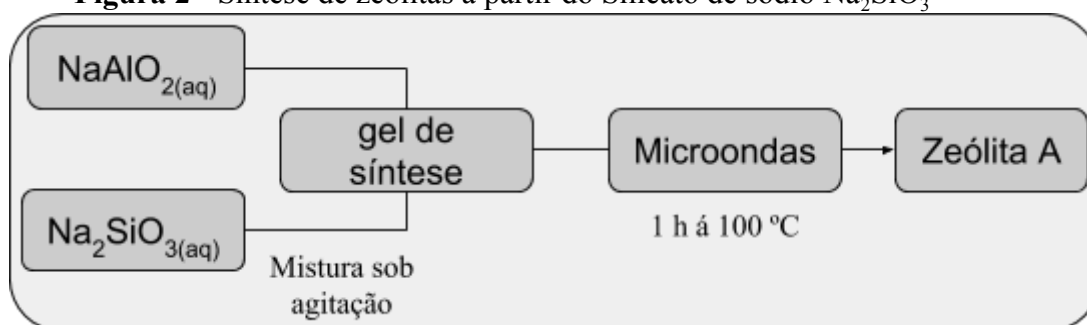 Figura 2 - Síntese de zeólitas a partir do Silicato de sódio Na₂SiO₃
NaAlO₂(aq)
gel de
síntese
Microondas
Zeólita A
Na₂SiO₃(aq)
1 h á 100 ºC
Mistura sob
agitação